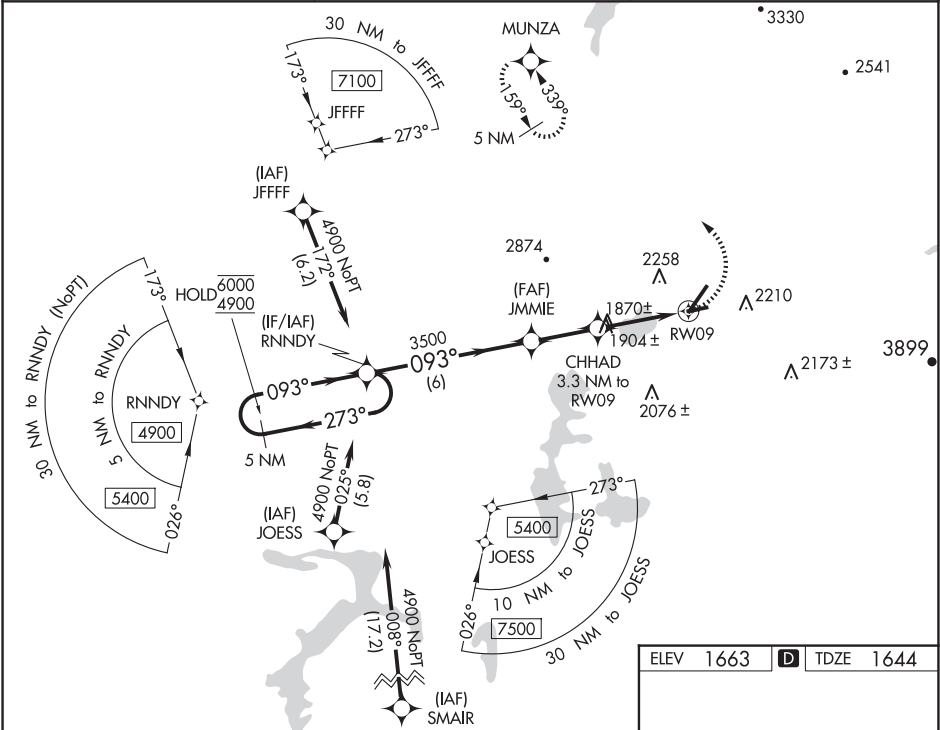 3330
2541
30 NM to JFFFF
173°
7100
JFFFF
273°
MUNZA
159°
339°
5 NM
(IAF)
JFFFF
4900 NoPT
172°
(6.2)
2874
2258
2210
30 NM to RNNDY (NoPT)
173°
5 NM to RNNDY
RNNDY
4900
5400
026°
HOLD 6000
4900
(IF/IAF)
RNNDY
093°
273°
5 NM
3500
093°
(6)
(FAF)
JMMIE
1870±
1904 ±
CHHAD
3.3 NM to
RW09
RW09
2173 ±
2076 ±
3899
4900 NoPT
025°
(5.8)
(IAF)
JOESS
273°
5400
JOESS
10 NM to JOESS
026°
7500
30 NM to JOESS
4900 NoPT
008°
(17.2)
(IAF)
SMAIR
ELEV 1663 D TDZE 1644